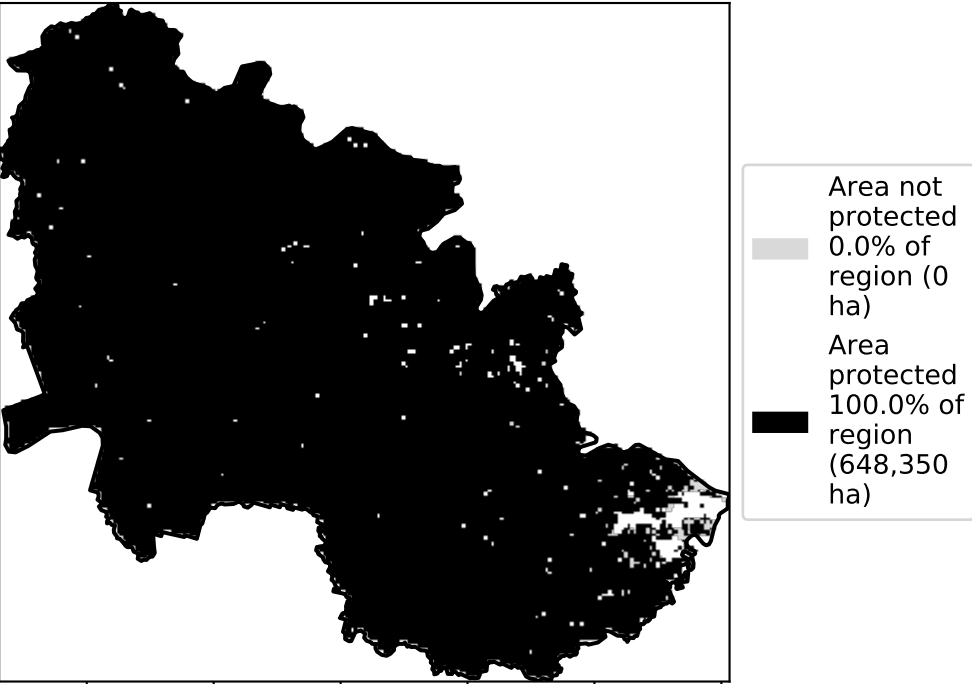 Area not
protected
0.0% of
region (0
ha)
Area
protected
100.0% of
region
(648,350
ha)